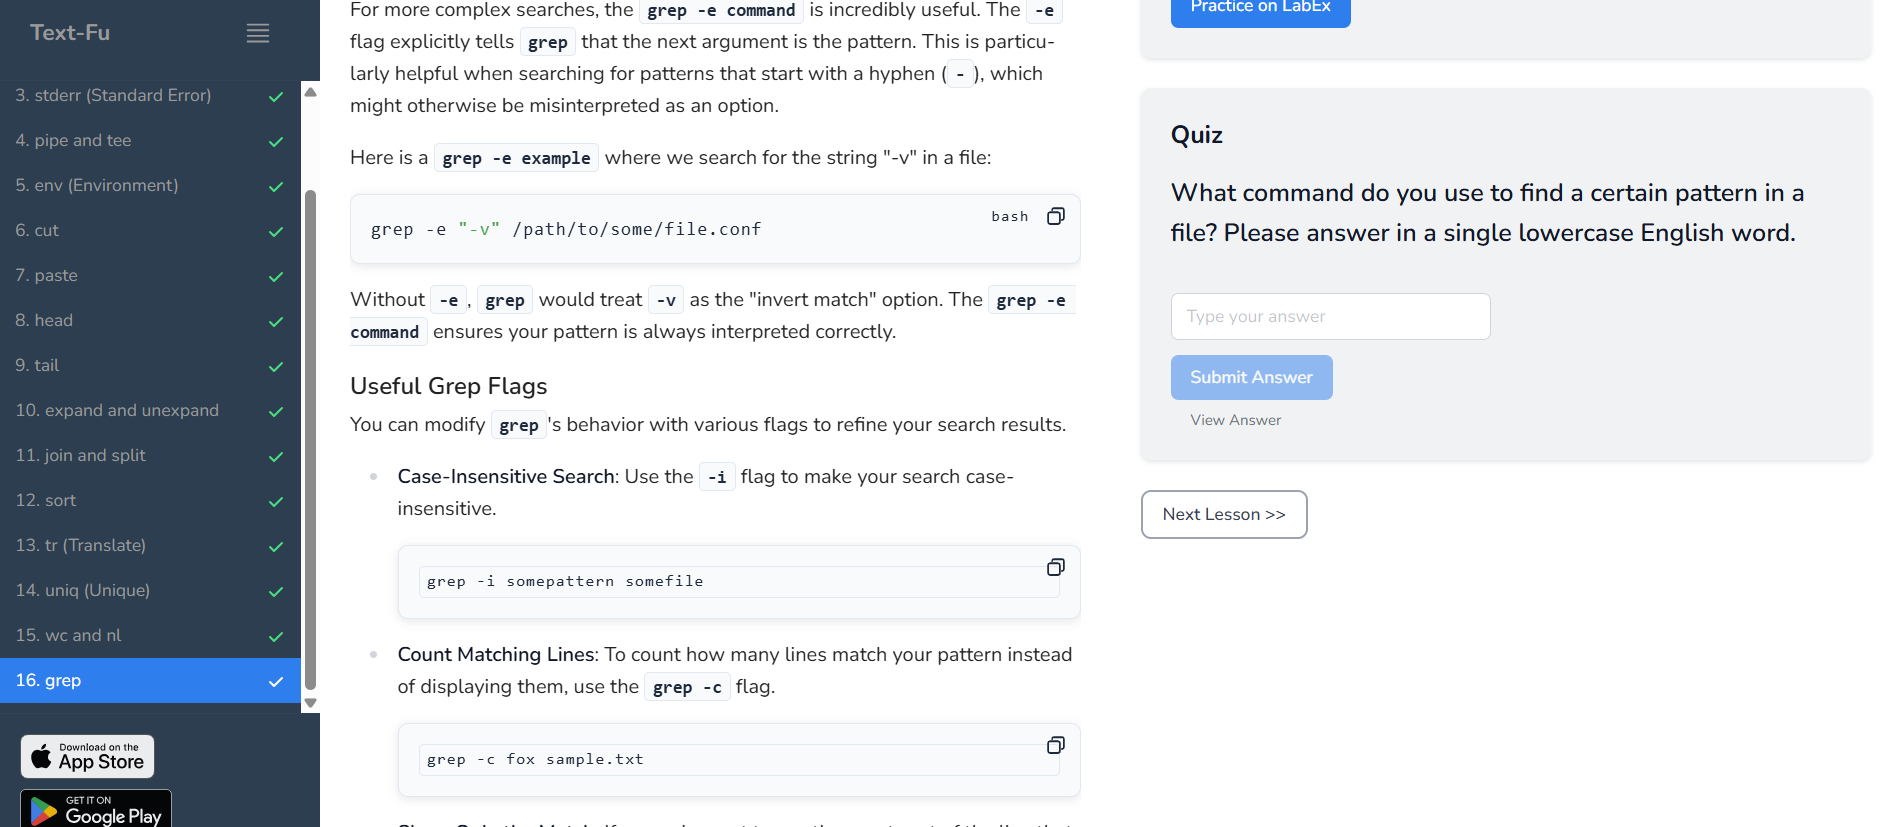 Text-Fu
3. stderr (Standard Error)
4. pipe and tee
5. env (Environment)
6. cut
7. paste
8. head
9. tail
10. expand and unexpand
11. join and split
12. sort
13. tr (Translate)
14. uniq (Unique)
15. wc and nl
16. grep
Download on the
App Store
GET IT ON
Google Play
For more complex searches, the grep -e command is incredibly useful. The -e
flag explicitly tells grep that the next argument is the pattern. This is particu-
larly helpful when searching for patterns that start with a hyphen (-), which
might otherwise be misinterpreted as an option.
Here is a grep -e example where we search for the string "-v" in a file:
bash
grep -e "-v" /path/to/some/file.conf
Without -e, grep would treat -v as the "invert match" option. The grep -e
command ensures your pattern is always interpreted correctly.
Useful Grep Flags
You can modify grep's behavior with various flags to refine your search results.
Case-Insensitive Search: Use the -i flag to make your search case-
insensitive.
grep -i somepattern somefile
Count Matching Lines: To count how many lines match your pattern instead
of displaying them, use the grep -c flag.
grep -c fox sample.txt
Practice on LabEx
Quiz
What command do you use to find a certain pattern in a
file? Please answer in a single lowercase English word.
Type your answer
Submit Answer
View Answer
Next Lesson >>